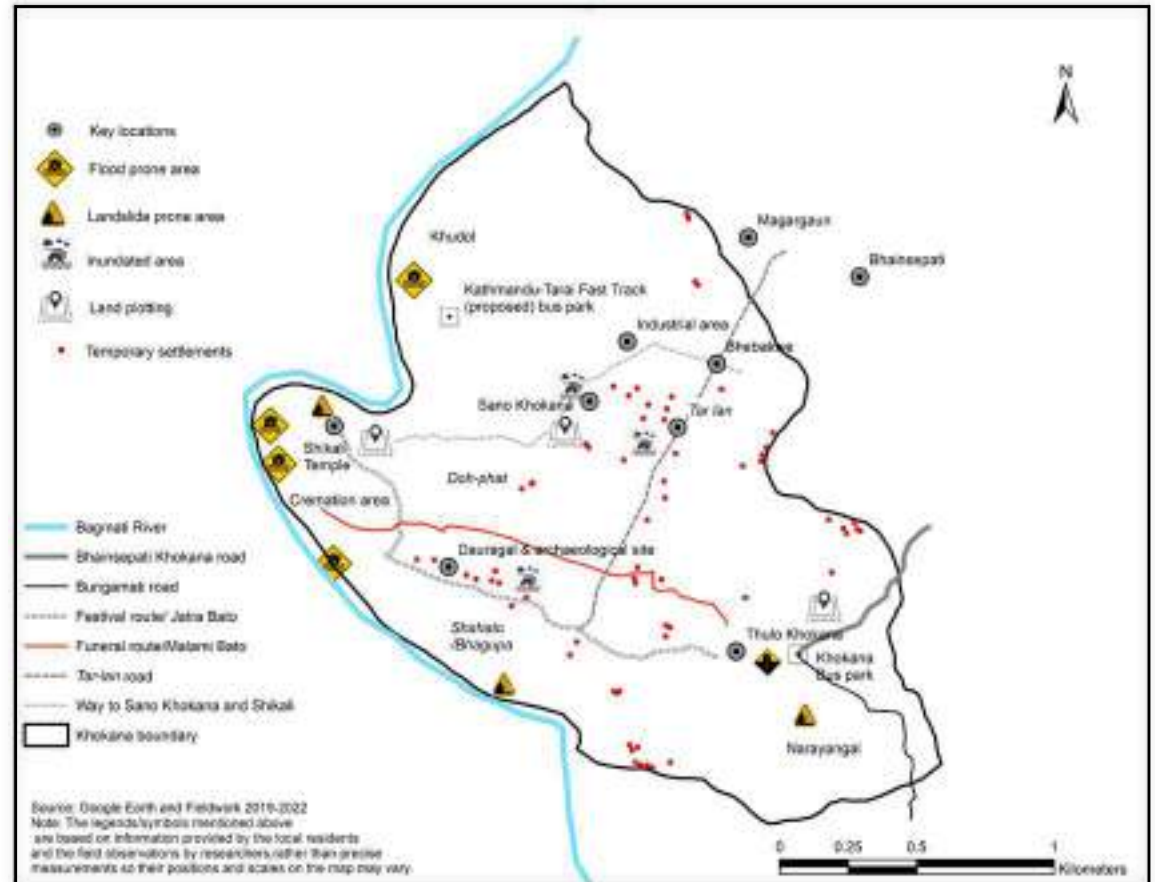 N
Key locations
Flood prone area
Landslide prone area
Inundated area
Land plotting
Temporary settlements
Magargaun
Bhaisepati
Khudol
Kathmandu-Tarai Fast Track
(proposed) bus park
Industrial area
Bhebakwa
Sano Khokana
Tar lan
Shikali
Temple
Doh-phat
Cremation area
Dauragal & archaeological site
Shshalo
/Bhagupa
Thulo Khokana
Khokana
Bus park
Narayangal
Bagmati River
Bhaisepati Khokana road
Bungamati road
Festival route/ Jatra Bato
Funeral route/Malami Bato
Tar-lan road
Way to Sano Khokana and Shikali
Khokana boundary
Source: Google Earth and Fieldwork 2019-2022
Note: The legends/symbols mentioned above
are based on information provided by the local residents
and the field observations by researchers,rather than precise
measurements so their positions and scales on the map may vary.
0 0.25 0.5 1
Kilometers